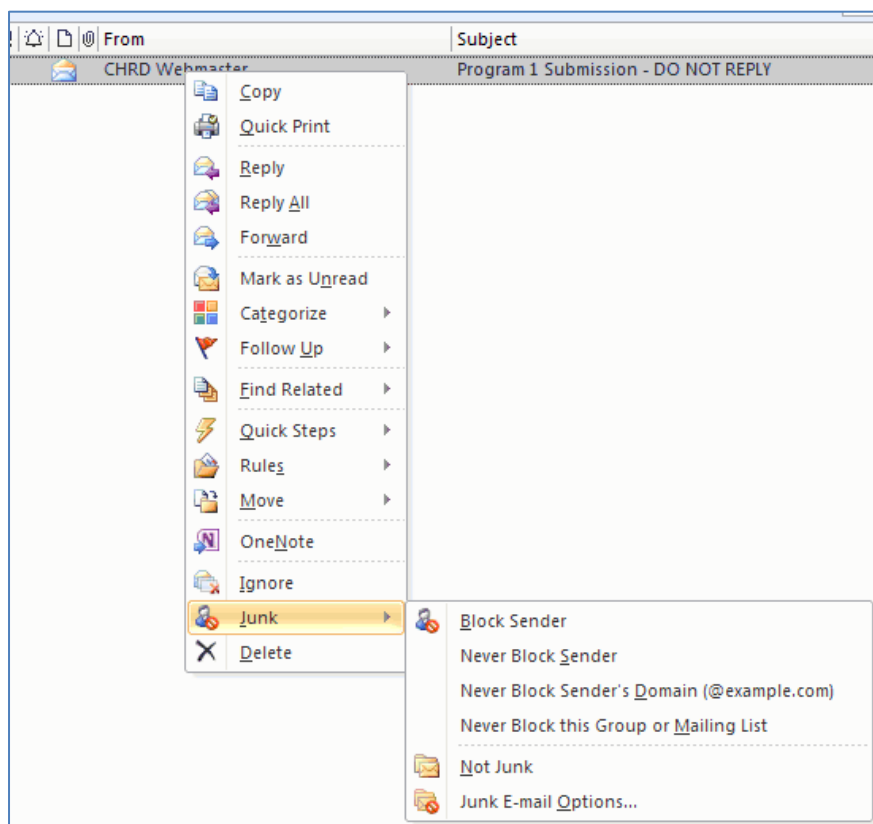 From Subject
CHRD Webmaster Program 1 Submission - DO NOT REPLY
Copy
Quick Print
Reply
Reply All
Forward
Mark as Unread
Categorize
Follow Up
Find Related
Quick Steps
Rules
Move
OneNote
Ignore
Junk
Delete
Block Sender
Never Block Sender
Never Block Sender's Domain (@example.com)
Never Block this Group or Mailing List
Not Junk
Junk E-mail Options...